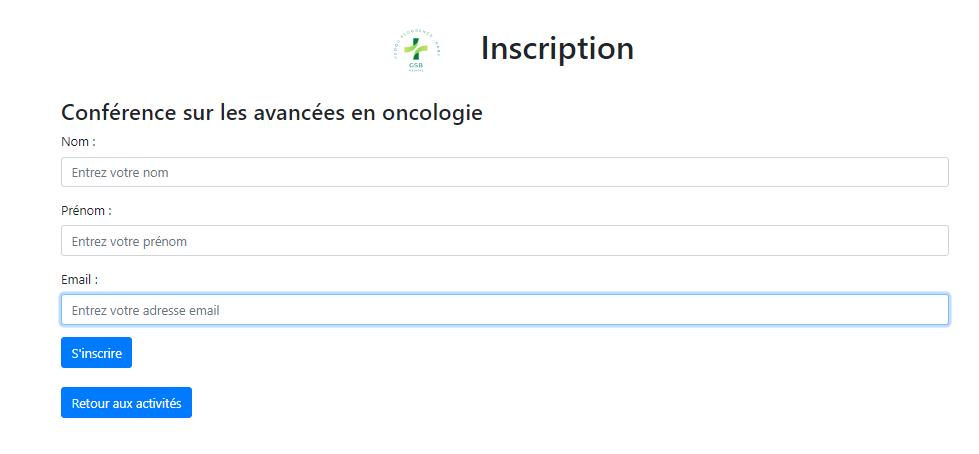 GSB
Inscription
Conférence sur les avancées en oncologie
Nom :
Entrez votre nom
Prénom :
Entrez votre prénom
Email :
Entrez votre adresse email
S'inscrire
Retour aux activités